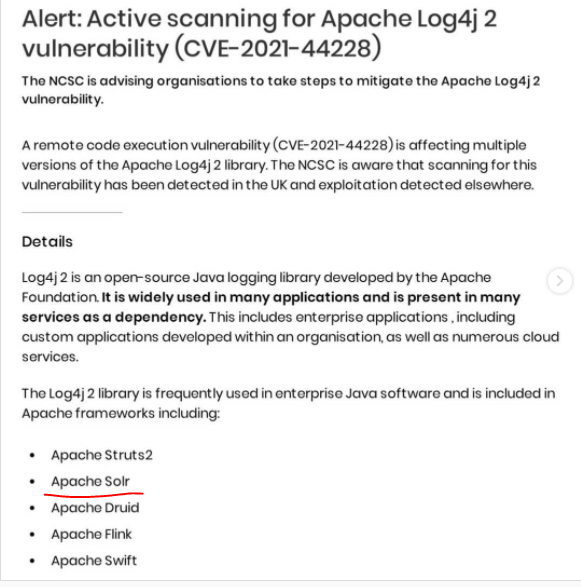 Alert: Active scanning for Apache Log4j 2
vulnerability (CVE-2021-44228)
The NCSC is advising organisations to take steps to mitigate the Apache Log4j 2
vulnerability.
A remote code execution vulnerability (CVE-2021-44228) is affecting multiple
versions of the Apache Log4j 2 library. The NCSC is aware that scanning for this
vulnerability has been detected in the UK and exploitation detected elsewhere.
Details
Log4j 2 is an open-source Java logging library developed by the Apache
Foundation. It is widely used in many applications and is present in many
services as a dependency. This includes enterprise applications , including
custom applications developed within an organisation, as well as numerous cloud
services.
The Log4j 2 library is frequently used in enterprise Java software and is included in
Apache frameworks including:
• Apache Struts2
• Apache Solr
• Apache Druid
• Apache Flink
• Apache Swift